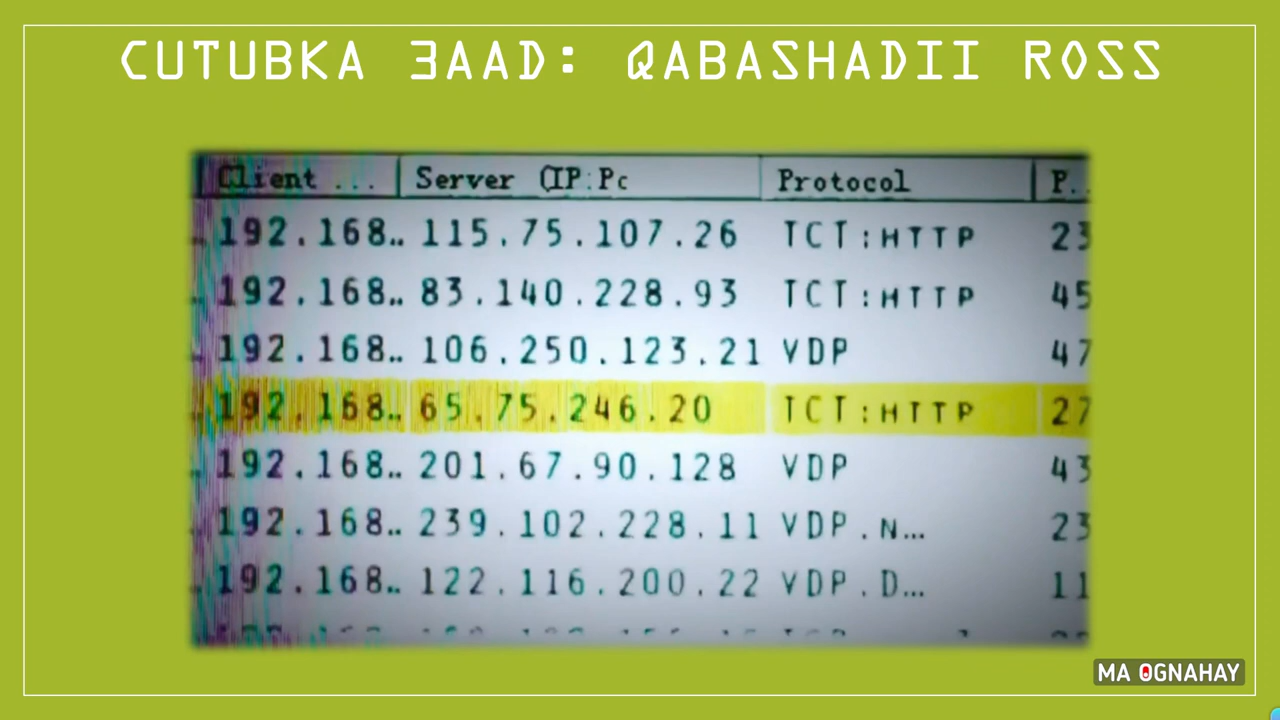 CUTUBKA 3AAD: QABASHADII ROSS
Client ... Server (IP:Pc Protocol P..
192.168.. 115.75.107.26 TCT:HTTP 23
192.168.. 83.140.228.93 TCT:HTTP 45
192.168.. 106.250.123.21 VDP 47
192.168.. 65.75.246.20 TCT:HTTP 27
192.168.. 201.67.90.128 VDP 43
192.168.. 239.102.228.11 VDP.N...
23
192.168.. 122.116.200.22 VDP.D... 11
MA OGNAHAY